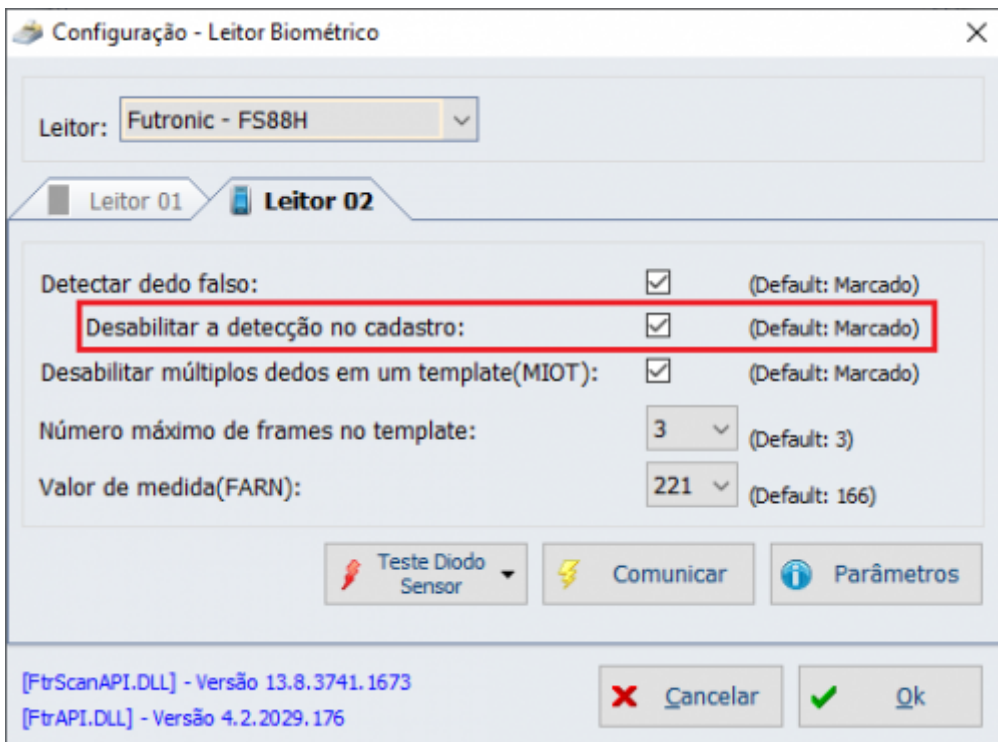 Configuração - Leitor Biométrico
Leitor: Futronic - FS88H
Leitor 01 Leitor 02
Detectar dedo falso: (Default: Marcado)
Desabilitar a detecção no cadastro: (Default: Marcado)
Desabilitar múltiplos dedos em um template(MIOT): (Default: Marcado)
Número máximo de frames no template: 3 (Default: 3)
Valor de medida(FARN): 221 (Default: 166)
Teste Diodo
Sensor
Comunicar
Parâmetros
[FtrScanAPI.DLL] - Versão 13.8.3741.1673
[FtrAPI.DLL] - Versão 4.2.2029.176
Cancelar
Ok